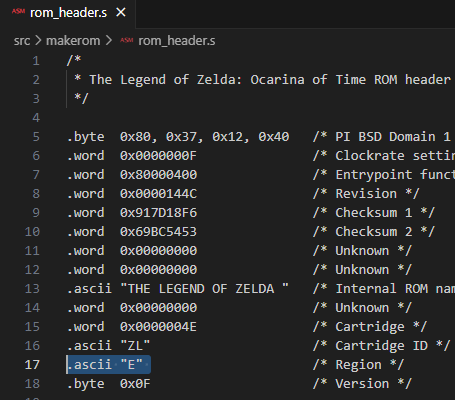 ASM rom_header.s ×
src > makerom > ASM rom_header.s
1 /*
2 * The Legend of Zelda: Ocarina of Time ROM header
3 */
4
5 .byte 0x80, 0x37, 0x12, 0x40 /* PI BSD Domain 1
6 .word 0x0000000F /* Clockrate setti
7 .word 0x80000400 /* Entrypoint func
8 .word 0x0000144C /* Revision */
9 .word 0x917D18F6 /* Checksum 1 */
10 .word 0x69BC5453 /* Checksum 2 */
11 .word 0x00000000 /* Unknown */
12 .word 0x00000000 /* Unknown */
13 .ascii "THE LEGEND OF ZELDA " /* Internal ROM nam
14 .word 0x00000000 /* Unknown */
15 .word 0x0000004E /* Cartridge */
16 .ascii "ZL" /* Cartridge ID */
17 .ascii "E" /* Region */
18 .byte 0x0F /* Version */